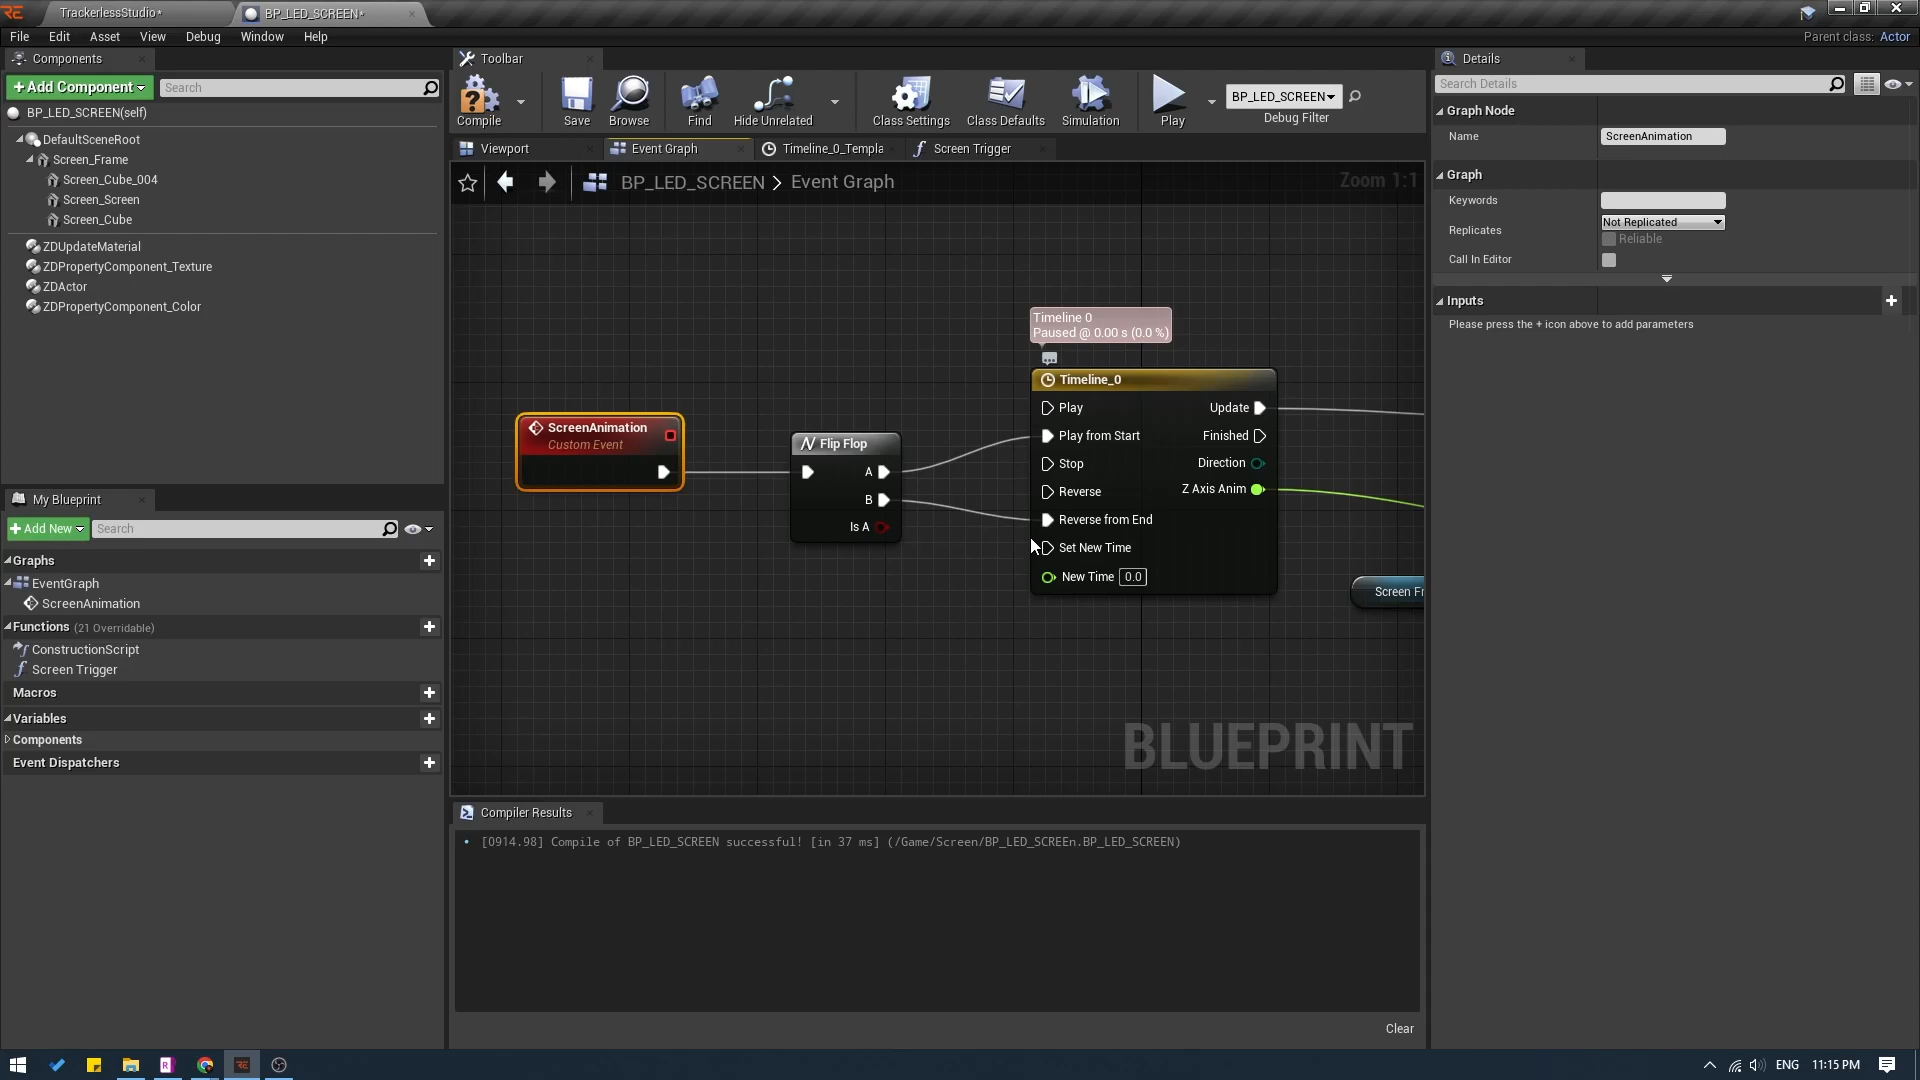 TrackerlessStudio*
BP_LED_SCREEN*
File Edit Asset View Debug Window Help
Parent class: Actor
Components
+Add Component
Search
BP_LED_SCREEN(self)
DefaultSceneRoot
Screen_Frame
Screen_Cube_004
Screen_Screen
Screen_Cube
ZDUpdateMaterial
ZDPropertyComponent_Texture
ZDActor
ZDPropertyComponent_Color
My Blueprint
+Add New
Search
Graphs
EventGraph
ScreenAnimation
Functions (21 Overridable)
ConstructionScript
Screen Trigger
Macros
Variables
Components
Event Dispatchers
Toolbar
Compile
Save
Browse
Find
Hide Unrelated
Class Settings
Class Defaults
Simulation
Play
BP_LED_SCREEN
Debug Filter
Viewport
Event Graph
Timeline_0_Templa
Screen Trigger
BP_LED_SCREEN > Event Graph
Zoom 1:1
Timeline 0
Paused @ 0.00 s (0.0 %)
ScreenAnimation
Custom Event
Flip Flop
A
B
Is A
Timeline_0
Play
Update
Play from Start
Finished
Stop
Direction
Reverse
Z Axis Anim
Reverse from End
Set New Time
New Time 0.0
Screen Fr
BLUEPRINT
Compiler Results
[0914.98] Compile of BP_LED_SCREEN successful! [in 37 ms] (/Game/Screen/BP_LED_SCREEn.BP_LED_SCREEN)
Clear
Details
Search Details
Graph Node
Name
ScreenAnimation
Graph
Keywords
Replicates
Not Replicated
Reliable
Call In Editor
Inputs
Please press the + icon above to add parameters
ENG
11:15 PM